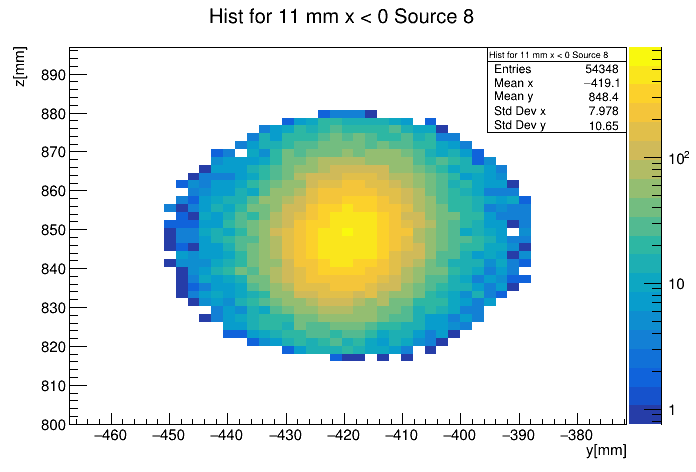 Hist for 11 mm x < 0 Source 8
z[mm]
Hist for 11 mm x < 0 Source 8
Entries 54348
Mean x −419.1
Mean y 848.4
Std Dev x 7.978
Std Dev y 10.65
890
880
870
860
850
840
830
820
810
800
10²
10
1
−460 −450 −440 −430 −420 −410 −400 −390 −380
y[mm]